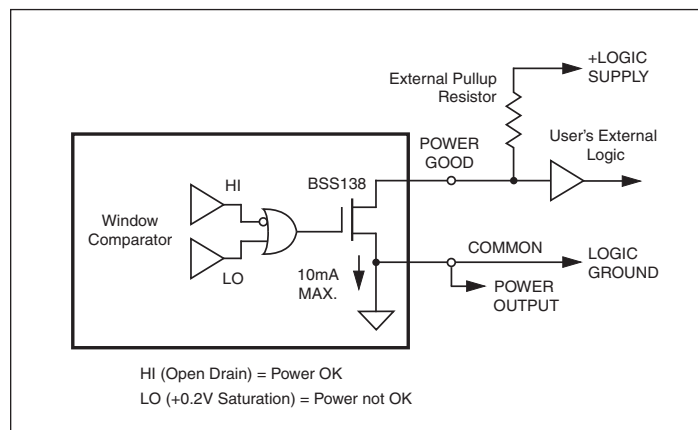 +LOGIC
SUPPLY
External Pullup
Resistor
User's External
Logic
POWER
GOOD
BSS138
HI
Window
Comparator
LO
10mA
MAX.
COMMON
LOGIC
GROUND
POWER
OUTPUT
HI (Open Drain) = Power OK
LO (+0.2V Saturation) = Power not OK